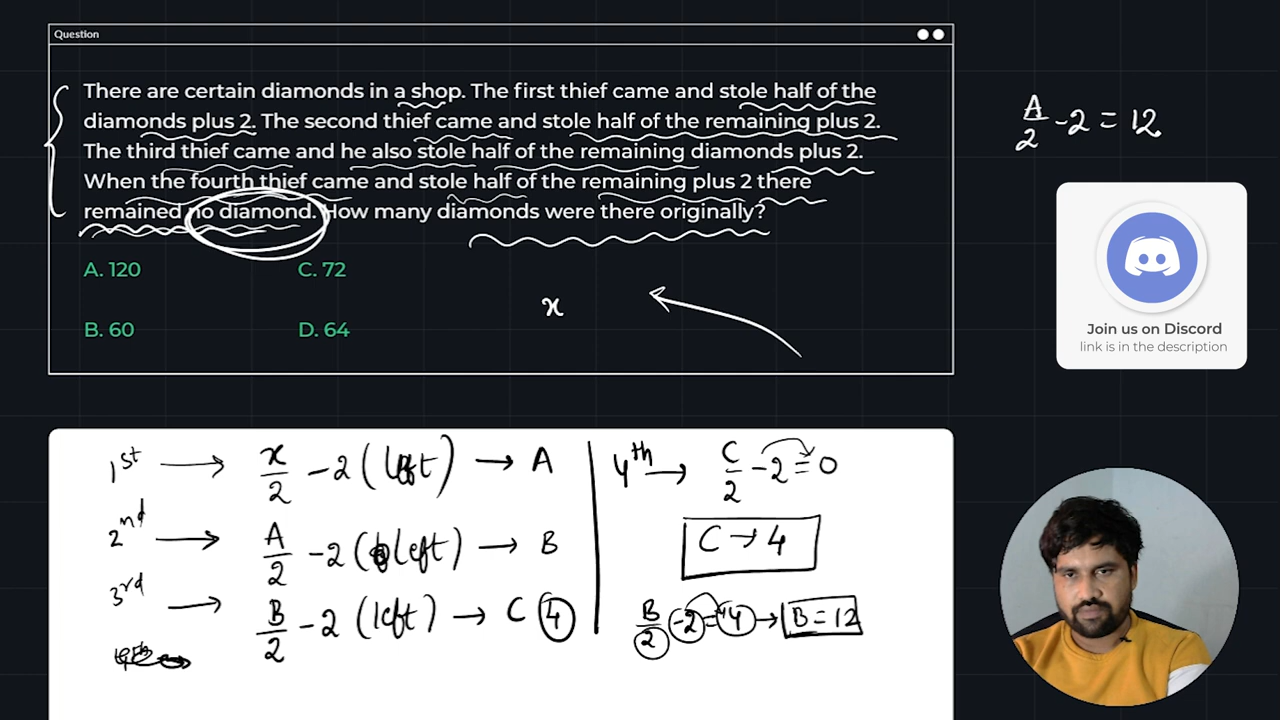 Question
There are certain diamonds in a shop. The first thief came and stole half of the
diamonds plus 2. The second thief came and stole half of the remaining plus 2.
The third thief came and he also stole half of the remaining diamonds plus 2.
When the fourth thief came and stole half of the remaining plus 2 there
remained no diamond. How many diamonds were there originally?
A. 120
C. 72
B. 60
D. 64
x
A/2 - 2 = 12
Join us on Discord
link is in the description
1st → x/2 - 2 (left) → A
2nd → A/2 - 2 (left) → B
3rd → B/2 - 2 (left) → C 4
4th → C/2 - 2 = 0
C → 4
B/2 - 2 = 4 → B = 12